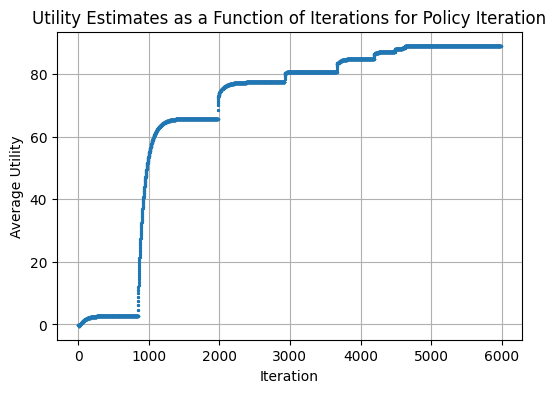 Utility Estimates as a Function of Iterations for Policy Iteration
Average Utility
80
60
40
20
0
0 1000 2000 3000 4000 5000 6000
Iteration